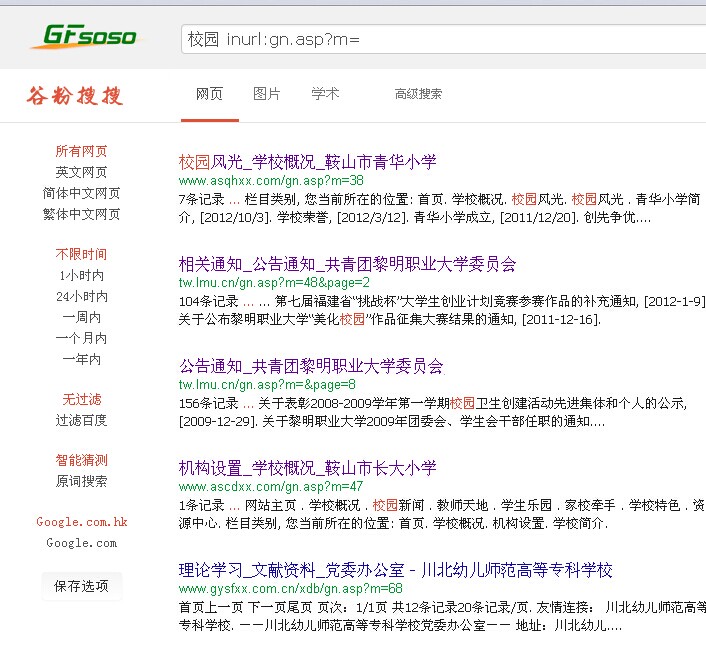 GFsoso
校园 inurl:gn.asp?m=
谷粉搜搜
网页 图片 学术 高级搜索
所有网页
英文网页
简体中文网页
繁体中文网页
不限时间
1小时内
24小时内
一周内
一个月内
一年内
无过滤
过滤百度
智能猜测
原词搜索
Google.com.hk
Google.com
保存选项
校园风光_学校概况_鞍山市青华小学
www.asqhxx.com/gn.asp?m=38
7条记录 ... 栏目类别, 您当前所在的位置: 首页. 学校概况. 校园风光. 校园风光 . 青华小学简
介, [2012/10/3]. 学校荣誉, [2012/3/12]. 青华小学成立, [2011/12/20]. 创先争优....
相关通知_公告通知_共青团黎明职业大学委员会
tw.lmu.cn/gn.asp?m=48&page=2
104条记录 ... ... 第七届福建省“挑战杯”大学生创业计划竞赛参赛作品的补充通知, [2012-1-9]
关于公布黎明职业大学“美化校园”作品征集大赛结果的通知, [2011-12-16].
公告通知_共青团黎明职业大学委员会
tw.lmu.cn/gn.asp?m=&page=8
156条记录 ... 关于表彰2008-2009学年第一学期校园卫生创建活动先进集体和个人的公示,
[2009-12-29]. 关于黎明职业大学2009年团委会、学生会干部任职的通知....
机构设置_学校概况_鞍山市长大小学
www.ascdxx.com/gn.asp?m=47
1条记录 ... 网站主页 . 学校概况 . 校园新闻 . 教师天地 . 学生乐园 . 家校牵手 . 学校特色 . 资
源中心. 栏目类别, 您当前所在的位置: 首页. 学校概况. 机构设置. 学校简介.
理论学习_文献资料_党委办公室 - 川北幼儿师范高等专科学校
www.gysfxx.com.cn/xdb/gn.asp?m=68
首页上一页 下一页尾页 页次：1/1页 共12条记录20条记录/页. 友情连接： 川北幼儿师范高等
专科学校. －－川北幼儿师范高等专科学校党委办公室－－ 地址：川北幼儿....